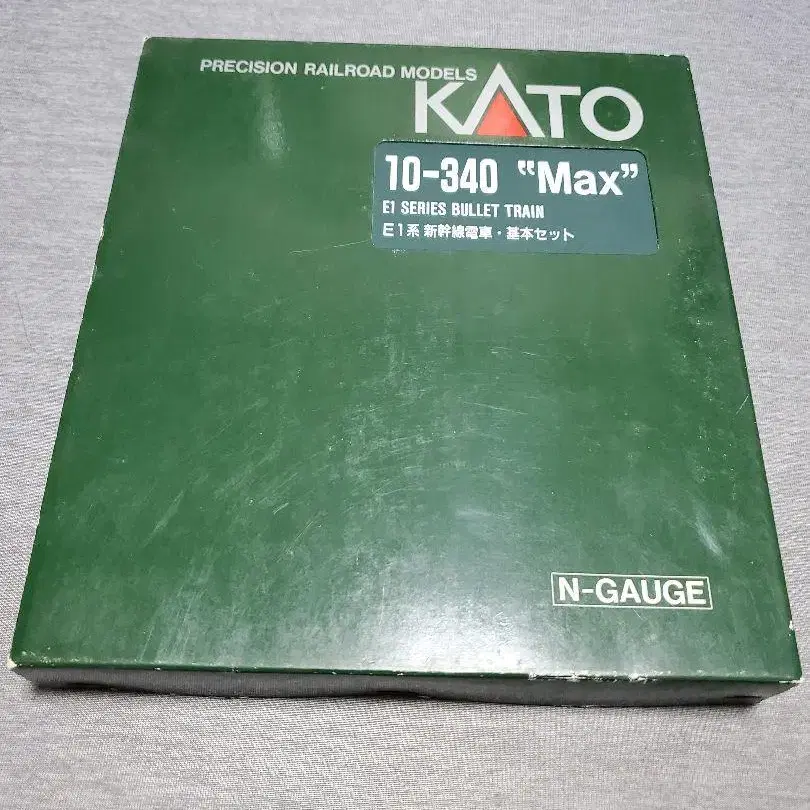 PRECISION RAILROAD MODELS
KATO
10-340 “Max”
E1 SERIES BULLET TRAIN
E1系 新幹線電車・基本セット
N-GAUGE